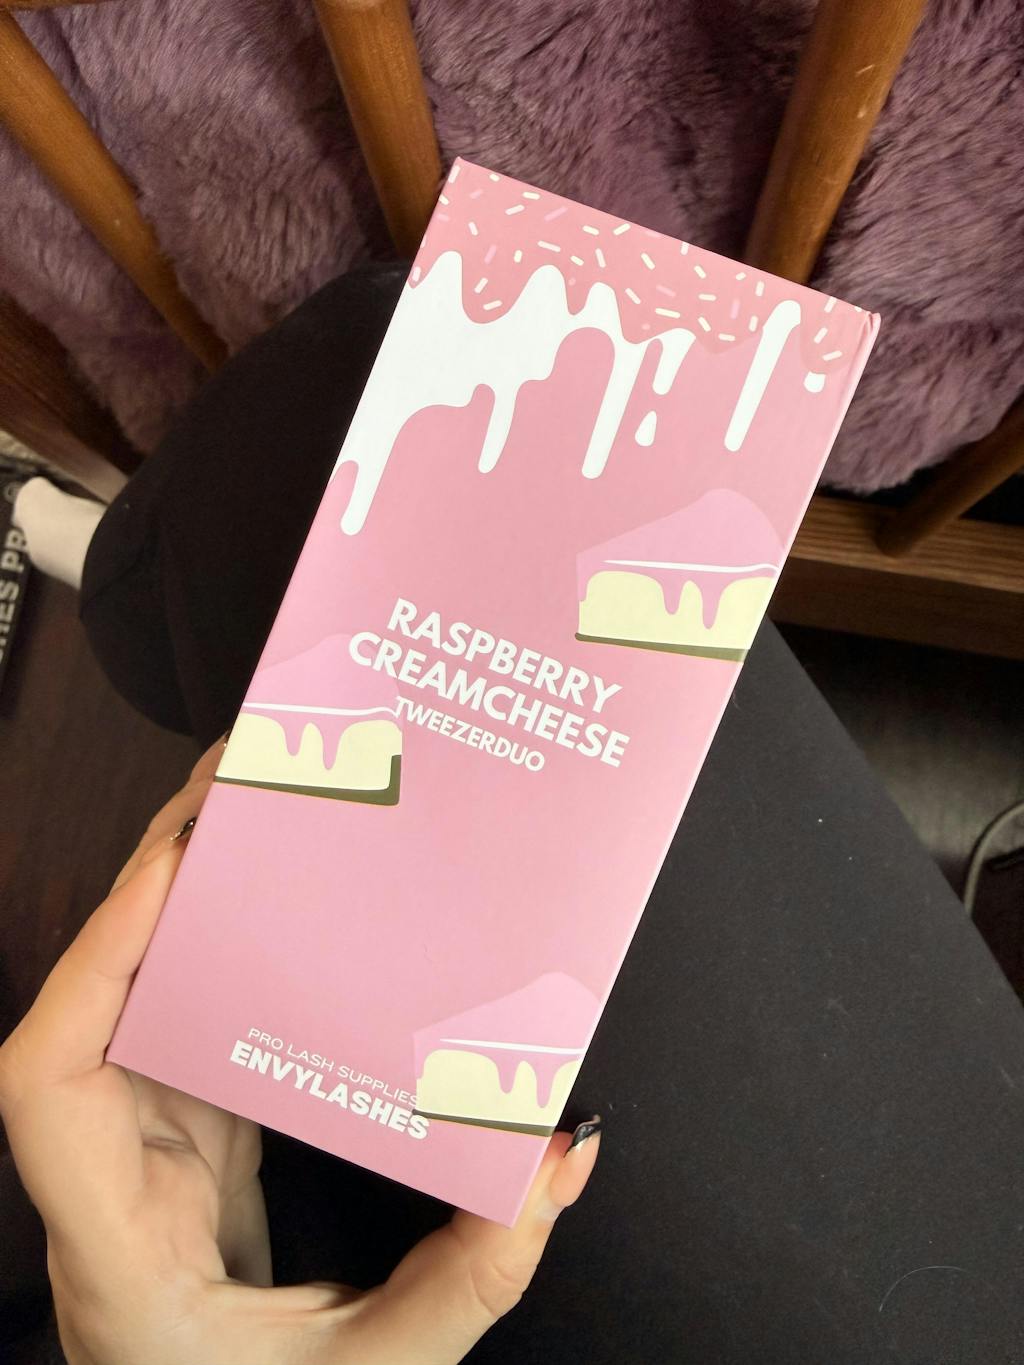 RASPBERRY
CREAMCHEESE
TWEEZERDUO
PRO LASH SUPPLIES
ENVYLASHES